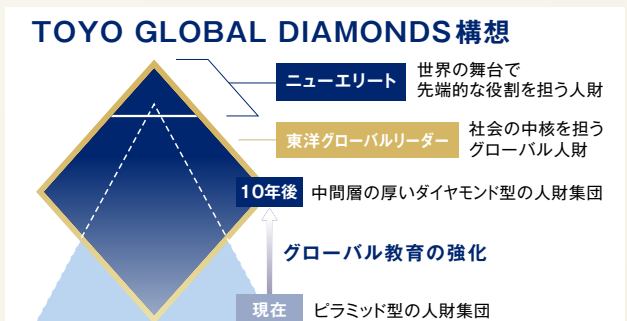 TOYO GLOBAL DIAMONDS構想
ニューエリート
世界の舞台で
先端的な役割を担う人財
東洋グローバルリーダー
社会の中核を担う
グローバル人財
10年後
中間層の厚いダイヤモンド型の人財集団
グローバル教育の強化
現在
ピラミッド型の人財集団